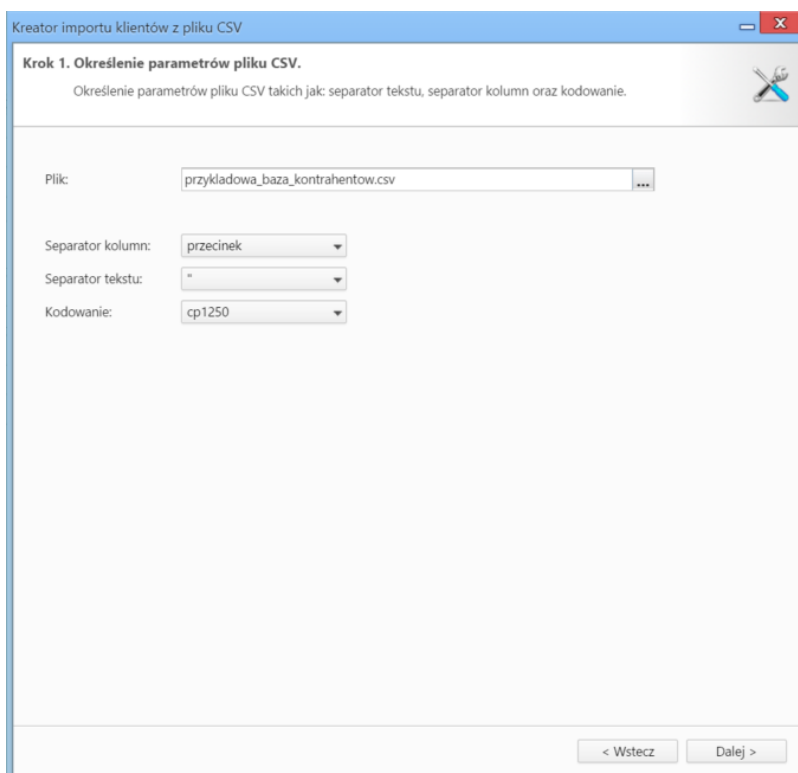 Kreator importu klientów z pliku CSV
Krok 1. Określenie parametrów pliku CSV.
Określenie parametrów pliku CSV takich jak: separator tekstu, separator kolumn oraz kodowanie.
Plik: przykladowa_baza_kontrahentow.csv ...
Separator kolumn: przecinek
Separator tekstu: "
Kodowanie: cp1250
< Wstecz Dalej >